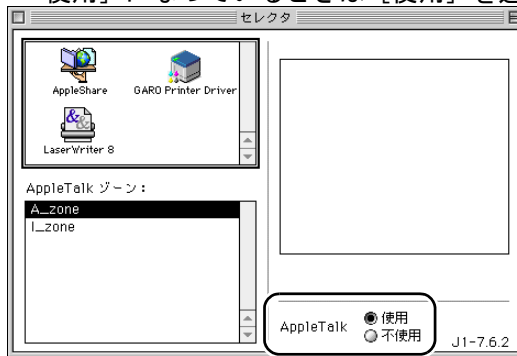 使用」になっているときは［使用］を選
セレクタ
AppleShare
GARO Printer Driver
LaserWriter 8
AppleTalk ゾーン：
A_zone
I_zone
AppleTalk
使用
不使用
J1-7.6.2